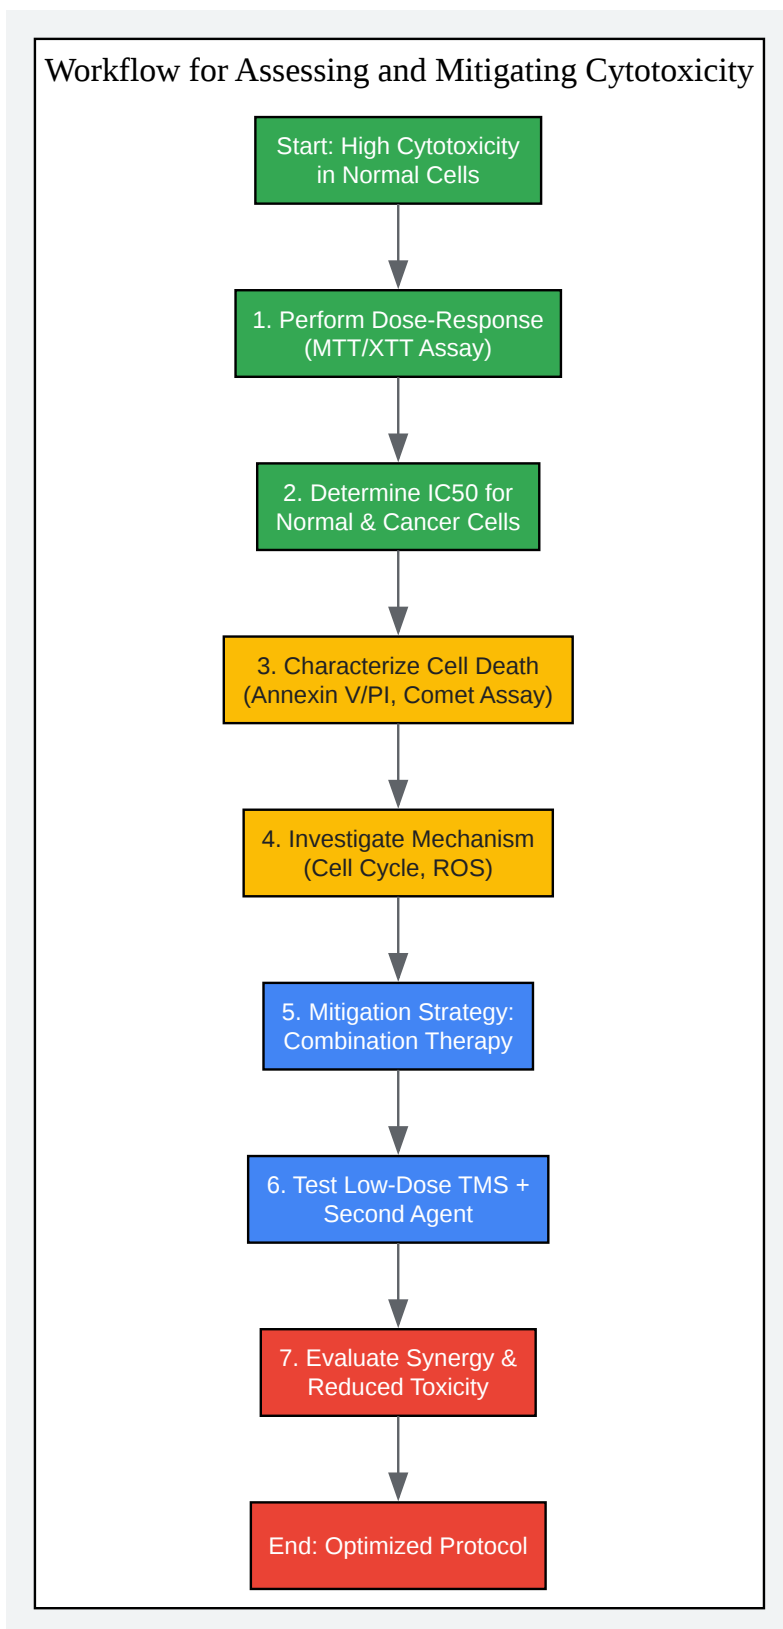 Workflow for Assessing and Mitigating Cytotoxicity
Start: High Cytotoxicity
in Normal Cells
1. Perform Dose-Response
(MTT/XTT Assay)
2. Determine IC50 for
Normal & Cancer Cells
3. Characterize Cell Death
(Annexin V/PI, Comet Assay)
4. Investigate Mechanism
(Cell Cycle, ROS)
5. Mitigation Strategy:
Combination Therapy
6. Test Low-Dose TMS +
Second Agent
7. Evaluate Synergy &
Reduced Toxicity
End: Optimized Protocol